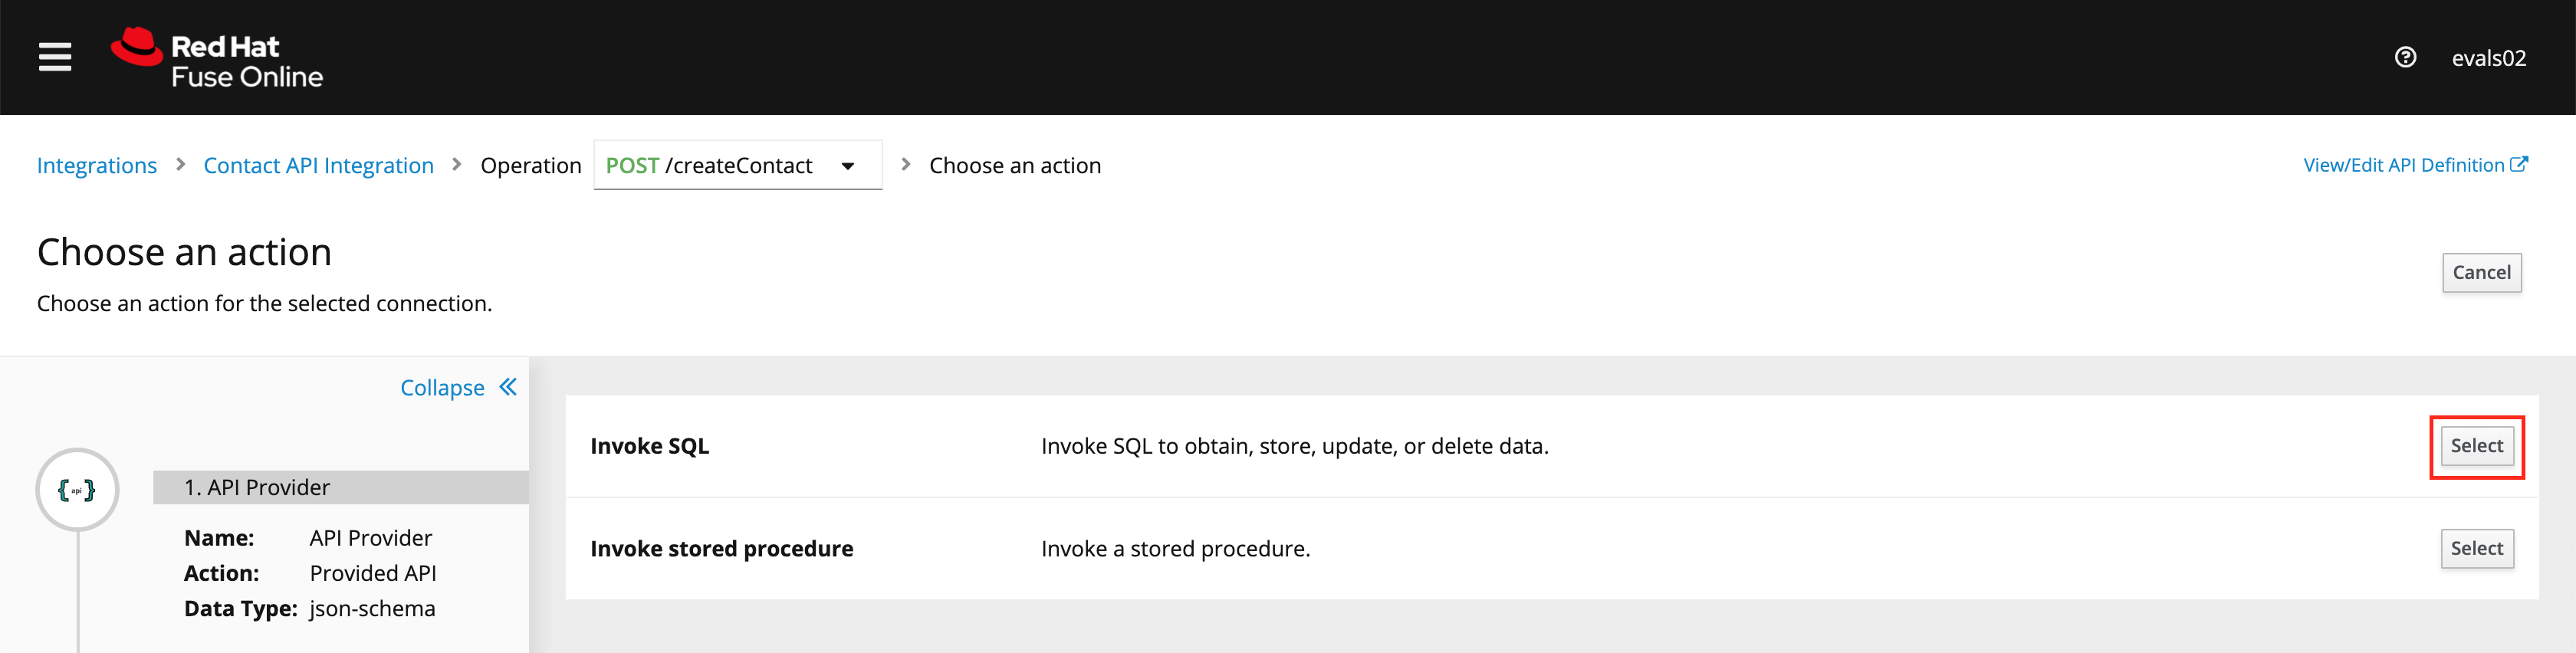 Red Hat
Fuse Online
evals02
Integrations > Contact API Integration > Operation POST /createContact > Choose an action
View/Edit API Definition
Choose an action
Cancel
Choose an action for the selected connection.
Collapse
Invoke SQL Invoke SQL to obtain, store, update, or delete data. Select
{api}
1. API Provider
Invoke stored procedure Invoke a stored procedure. Select
Name: API Provider
Action: Provided API
Data Type: json-schema